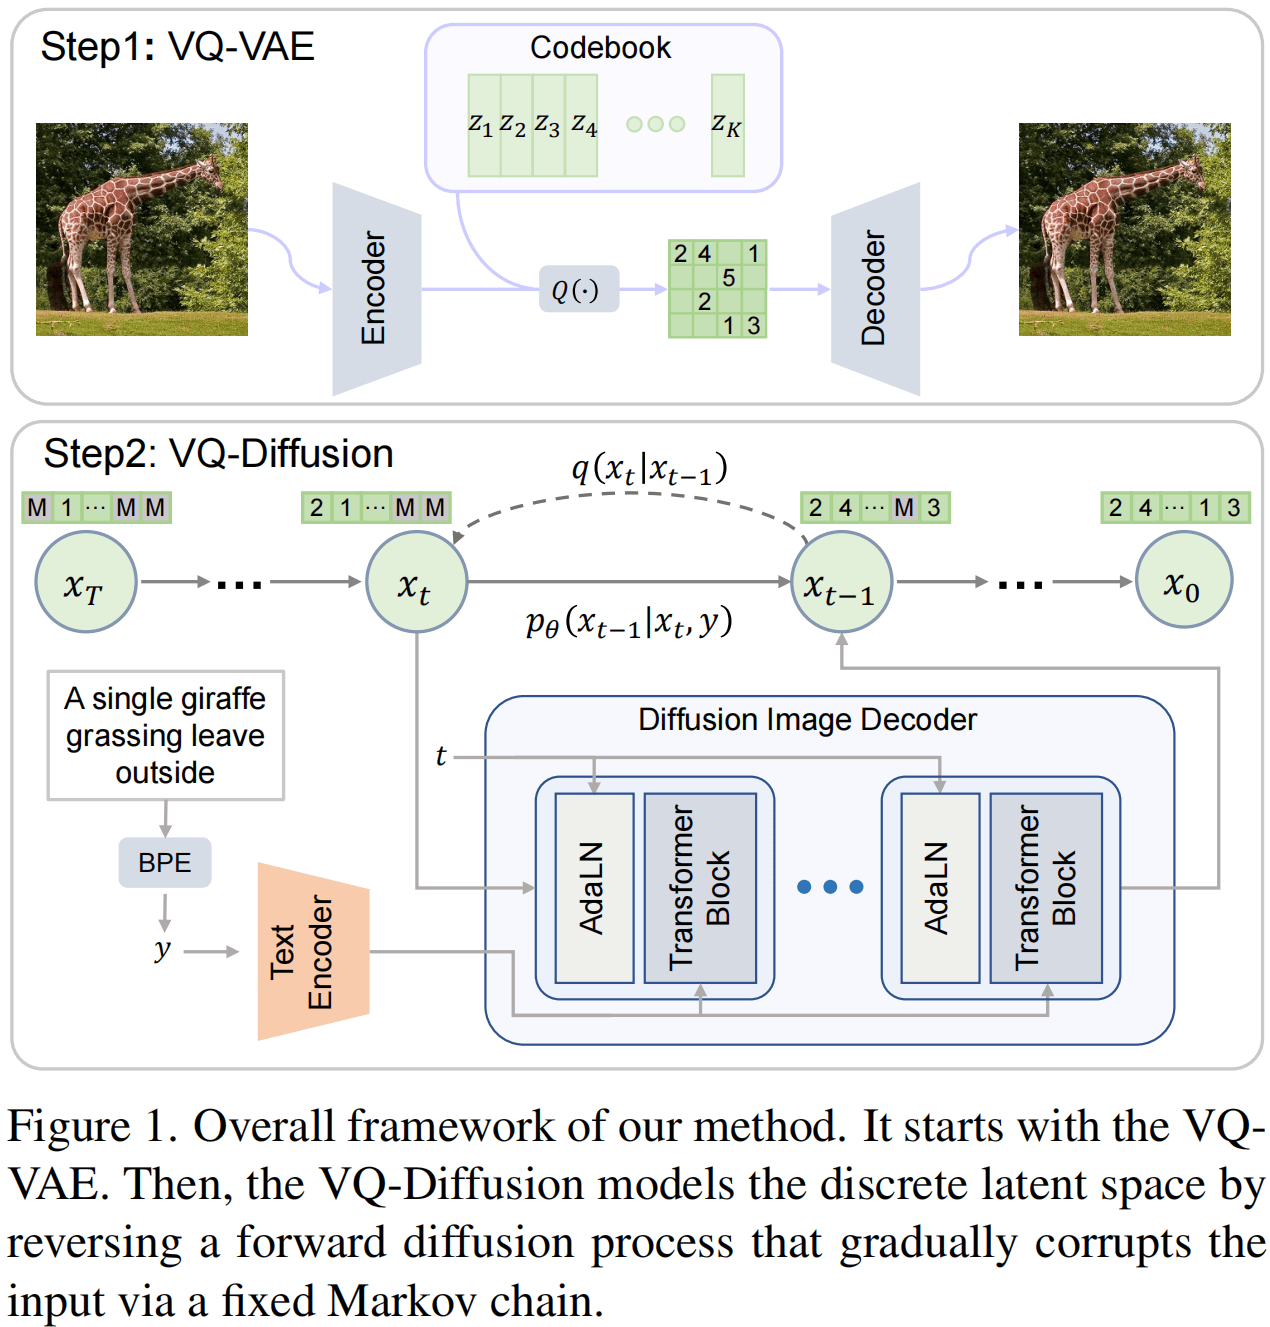 Step1: VQ-VAE
Codebook
z_1 z_2 z_3 z_4 z_K
Encoder
Q(·)
2 4 1
5
2
1 3
Decoder
Step2: VQ-Diffusion
q(x_t|x_{t-1})
M 1 ··· M M
2 1 ··· M M
2 4 ··· M 3
2 4 ··· 1 3
x_T
...
x_t
x_{t-1}
...
x_0
p_θ(x_{t-1}|x_t, y)
A single giraffe
grassing leave
outside
BPE
y
Text
Encoder
Diffusion Image Decoder
t
AdaLN
Transformer
Block
AdaLN
Transformer
Block
Figure 1. Overall framework of our method. It starts with the VQ-
VAE. Then, the VQ-Diffusion models the discrete latent space by
reversing a forward diffusion process that gradually corrupts the
input via a fixed Markov chain.